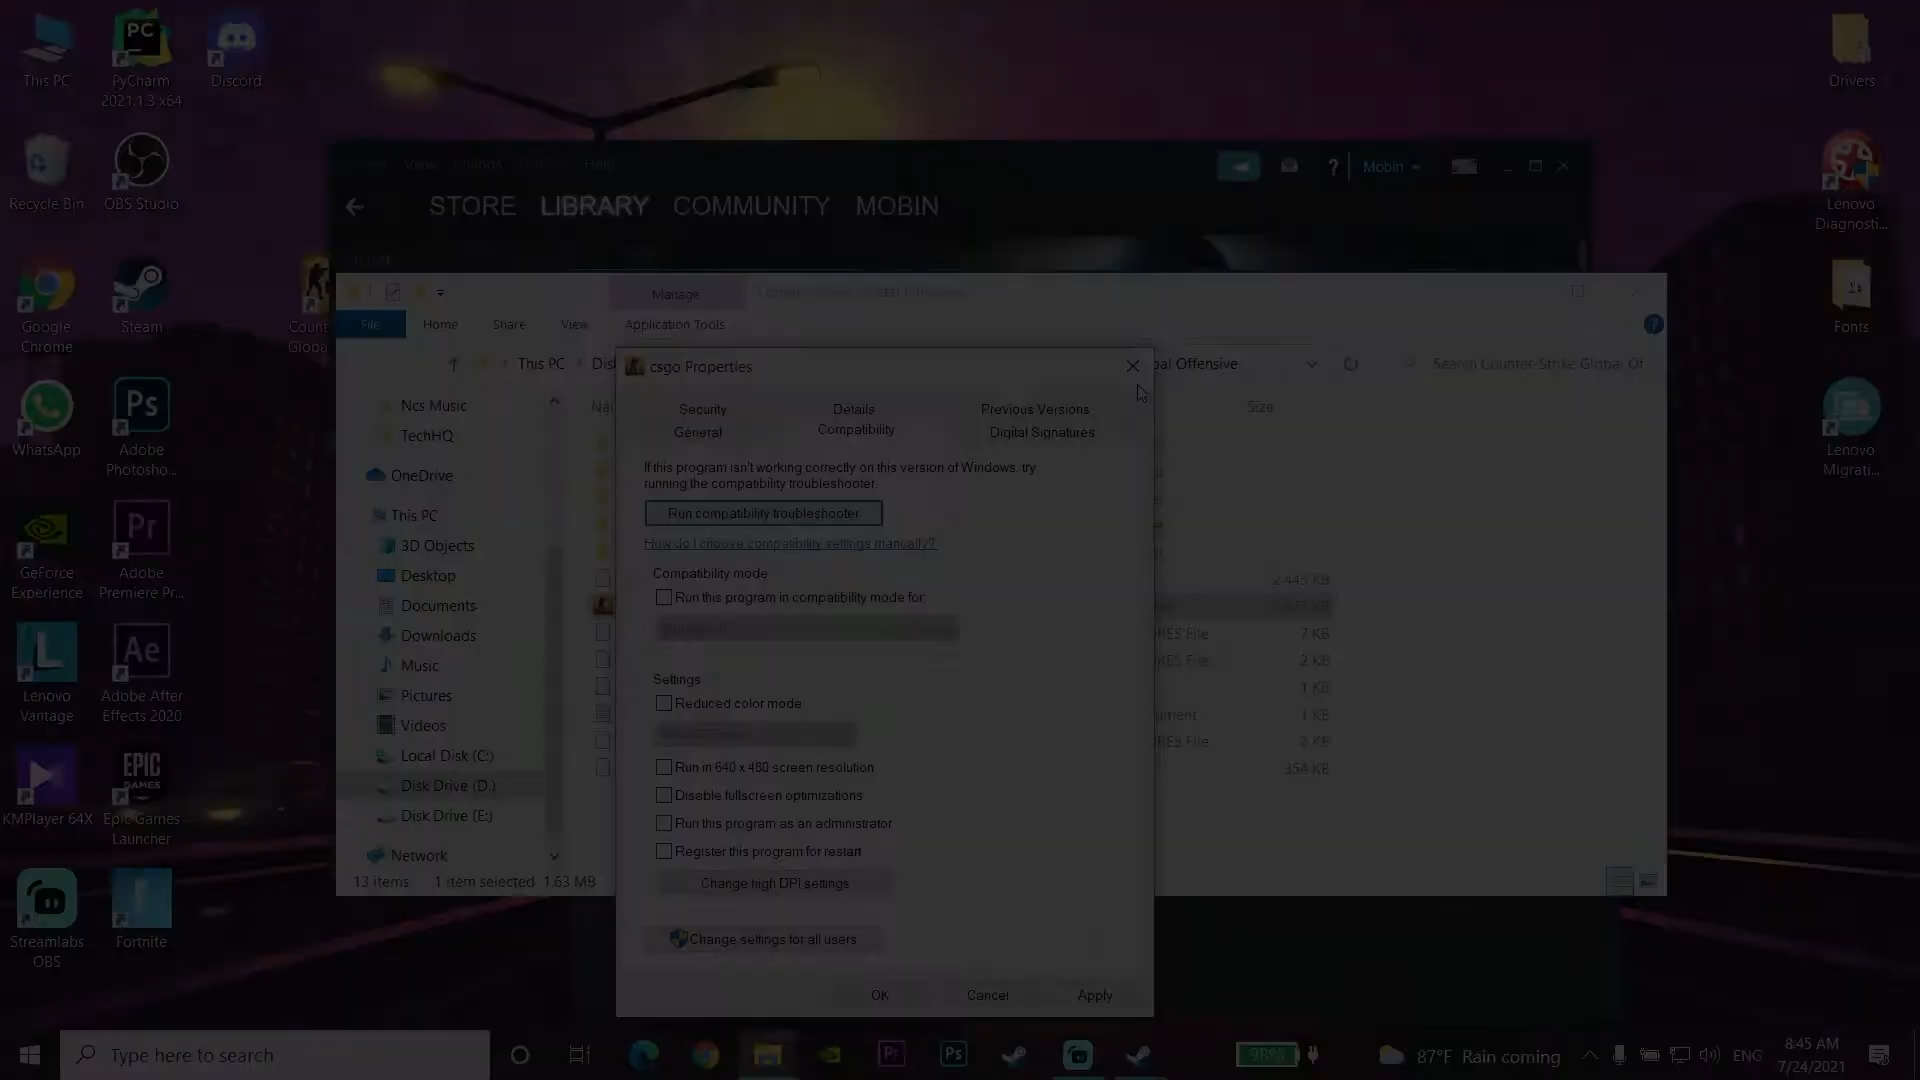 This PC
PyCharm
2021.1.3 x64
Discord
Recycle Bin
OBS Studio
Google
Chrome
Steam
Count
Globa
WhatsApp
Adobe
Photosho...
GeForce
Experience
Adobe
Premiere Pr...
Lenovo
Vantage
Adobe After
Effects 2020
KMPlayer 64X
Epic Games
Launcher
Streamlabs
OBS
Fortnite
Drivers
Lenovo
Diagnosti...
Fonts
Lenovo
Migrati...
View Friends Help
Mobin
STORE LIBRARY COMMUNITY MOBIN
Manage
File Home Share View Application Tools
This PC
bal Offensive
Search Counter-Strike Global Of
Size
Ncs Music
TechHQ
OneDrive
This PC
3D Objects
Desktop
Documents
Downloads
Music
Pictures
Videos
Local Disk (C:)
Disk Drive (D:)
Disk Drive (E:)
Network
13 items 1 item selected 1.63 MB
csgo Properties
Security Details Previous Versions
General Compatibility Digital Signatures
If this program isn't working correctly on this version of Windows, try
running the compatibility troubleshooter.
Run compatibility troubleshooter
How do I choose compatibility settings manually?
Compatibility mode
Run this program in compatibility mode for:
Settings
Reduced color mode
Run in 640 x 480 screen resolution
Disable fullscreen optimizations
Run this program as an administrator
Register this program for restart
Change high DPI settings
Change settings for all users
OK Cancel Apply
2,445 KB
RES File 7 KB
RES File 2 KB
1 KB
ument 1 KB
RES File 2 KB
354 KB
Type here to search
98%
87°F Rain coming
ENG
8:45 AM
7/24/2021